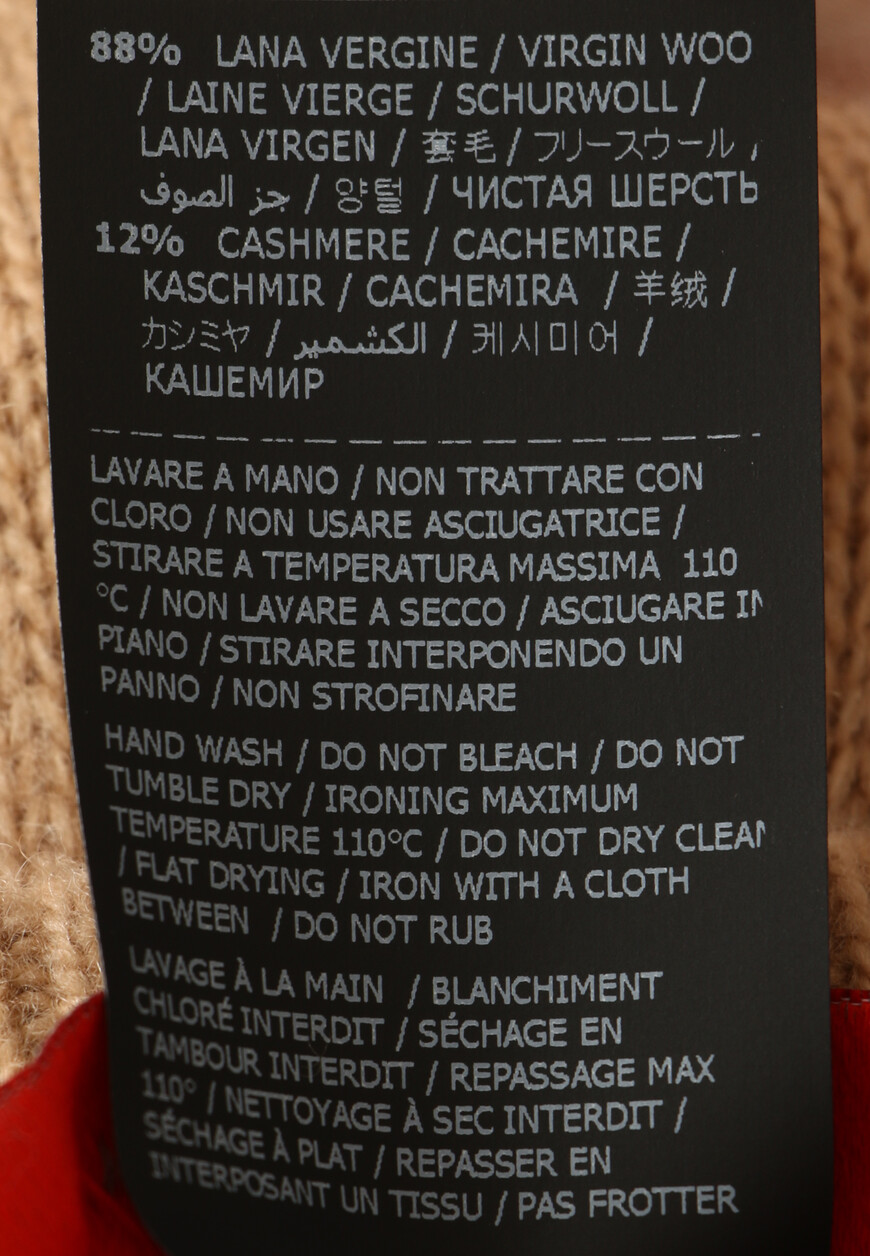 88% LANA VERGINE / VIRGIN WOO
/ LAINE VIERGE / SCHURWOLL /
LANA VIRGEN / 套毛 / フリースウール /
جز الصوف / 양털 / ЧИСТАЯ ШЕРСТЬ
12% CASHMERE / CACHEMIRE /
KASCHMIR / CACHEMIRA / 羊绒 /
カシミヤ / الكشمير / 케시미어 /
КАШЕМИР
LAVARE A MANO / NON TRATTARE CON
CLORO / NON USARE ASCIUGATRICE /
STIRARE A TEMPERATURA MASSIMA 110
°C / NON LAVARE A SECCO / ASCIUGARE IN
PIANO / STIRARE INTERPONENDO UN
PANNO / NON STROFINARE
HAND WASH / DO NOT BLEACH / DO NOT
TUMBLE DRY / IRONING MAXIMUM
TEMPERATURE 110°C / DO NOT DRY CLEAN
/ FLAT DRYING / IRON WITH A CLOTH
BETWEEN / DO NOT RUB
LAVAGE À LA MAIN / BLANCHIMENT
CHLORÉ INTERDIT / SÉCHAGE EN
TAMBOUR INTERDIT / REPASSAGE MAX
110° / NETTOYAGE À SEC INTERDIT /
SÉCHAGE À PLAT / REPASSER EN
INTERPOSANT UN TISSU / PAS FROTTER